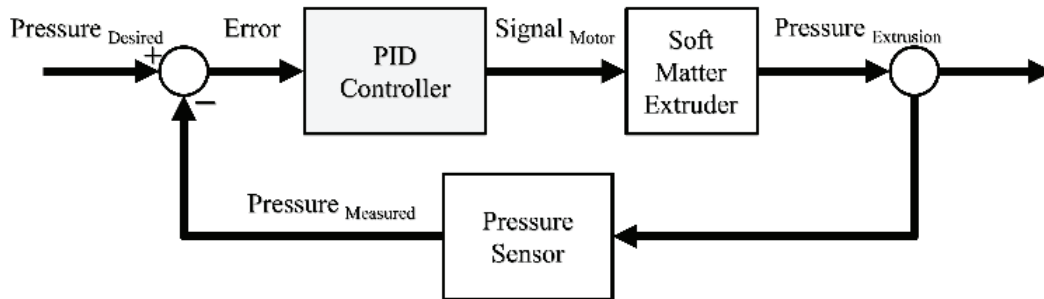 Pressure Desired
+
−
Error
PID
Controller
Signal Motor
Soft
Matter
Extruder
Pressure Extrusion
Pressure Measured
Pressure
Sensor